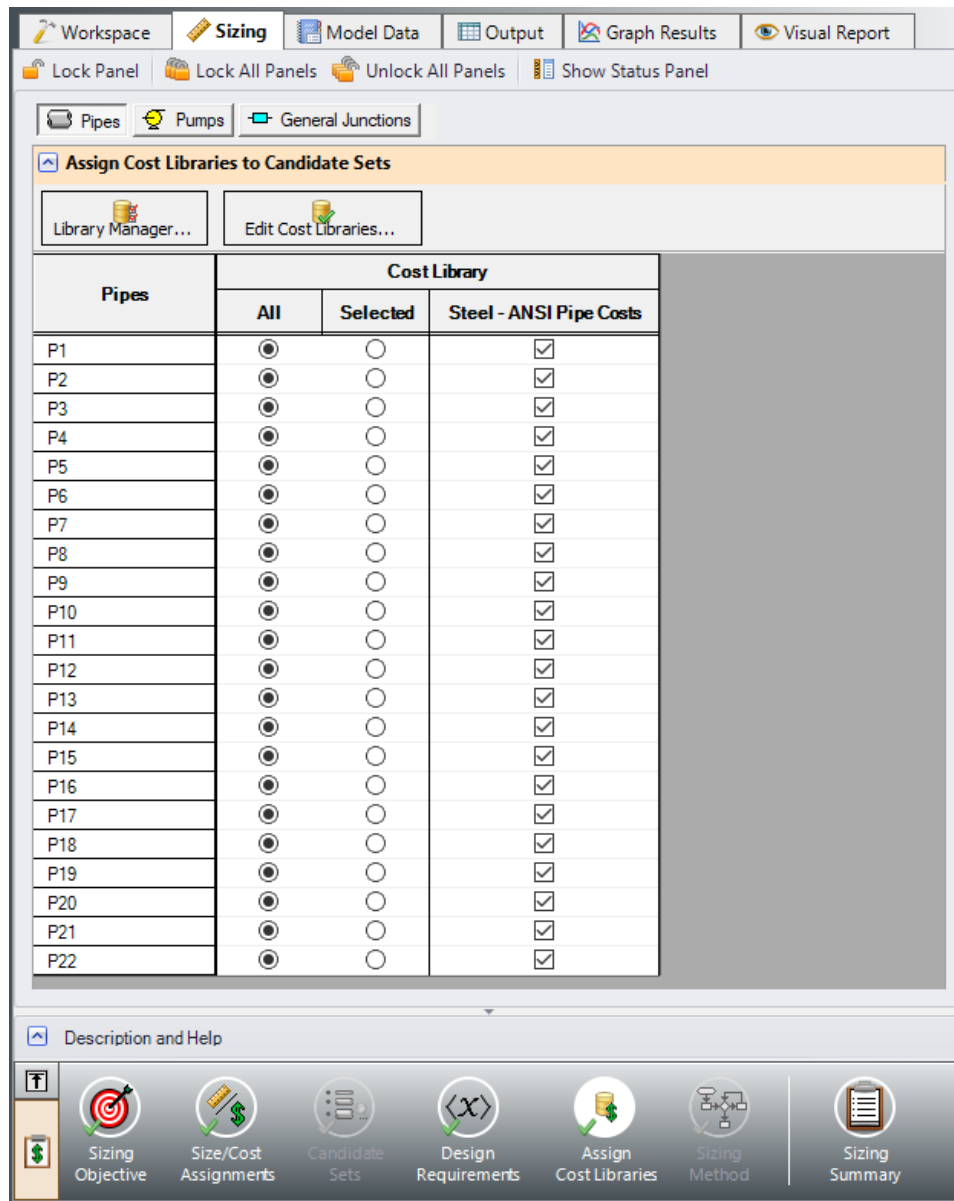 Workspace Sizing Model Data Output Graph Results Visual Report
Lock Panel Lock All Panels Unlock All Panels Show Status Panel
Pipes Pumps General Junctions
Assign Cost Libraries to Candidate Sets
Library Manager... Edit Cost Libraries...
Pipes
Cost Library
All Selected Steel - ANSI Pipe Costs
P1
P2
P3
P4
P5
P6
P7
P8
P9
P10
P11
P12
P13
P14
P15
P16
P17
P18
P19
P20
P21
P22
Description and Help
Sizing Size/Cost Candidate Design Assign Sizing Sizing
Objective Assignments Sets Requirements Cost Libraries Method Summary